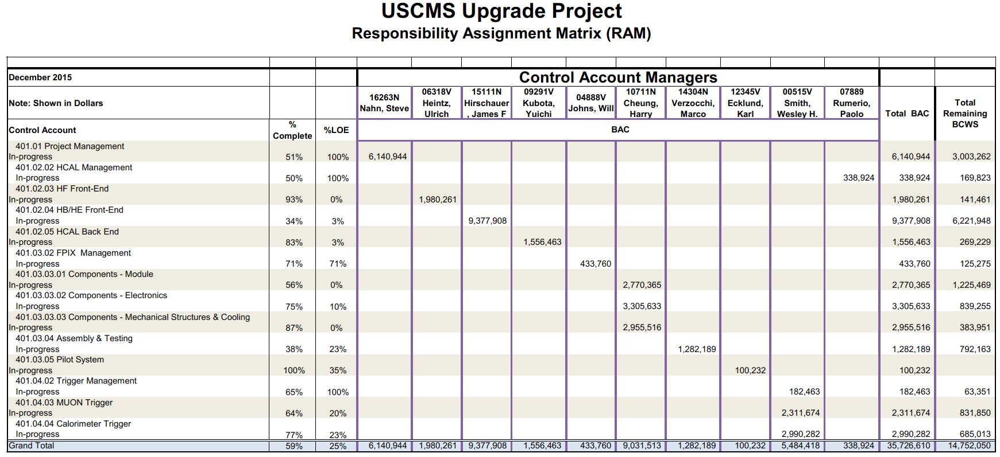 USCMS Upgrade Project
Responsibility Assignment Matrix (RAM)
December 2015 Control Account Managers
Note: Shown in Dollars 16263N Nahn, Steve 06318V Heintz, Ulrich 15111N Hirschauer , James F 09291V Kubota, Yuichi 04888V Johns, Will 10711N Cheung, Harry 14304N Verzocchi, Marco 12345V Ecklund, Karl 00515V Smith, Wesley H. 07889 Rumerio, Paolo Total BAC Total Remaining BCWS
Control Account % Complete %LOE BAC
401.01 Project Management
In-progress 51% 100% 6,140,944 6,140,944 3,003,262
401.02.02 HCAL Management
In-progress 50% 100% 338,924 338,924 169,823
401.02.03 HF Front-End
In-progress 93% 0% 1,980,261 1,980,261 141,461
401.02.04 HB/HE Front-End
In-progress 34% 3% 9,377,908 9,377,908 6,221,948
401.02.05 HCAL Back End
In-progress 83% 3% 1,556,463 1,556,463 269,229
401.03.02 FPIX Management
In-progress 71% 71% 433,760 433,760 125,275
401.03.03.01 Components - Module
In-progress 56% 0% 2,770,365 2,770,365 1,225,469
401.03.03.02 Components - Electronics
In-progress 75% 10% 3,305,633 3,305,633 839,255
401.03.03.03 Components - Mechanical Structures & Cooling
In-progress 87% 0% 2,955,516 2,955,516 383,951
401.03.04 Assembly & Testing
In-progress 38% 23% 1,282,189 1,282,189 792,163
401.03.05 Pilot System
In-progress 100% 35% 100,232 100,232
401.04.02 Trigger Management
In-progress 65% 100% 182,463 182,463 63,351
401.04.03 MUON Trigger
In-progress 64% 20% 2,311,674 2,311,674 831,850
401.04.04 Calorimeter Trigger
In-progress 77% 23% 2,990,282 2,990,282 685,013
Grand Total 59% 25% 6,140,944 1,980,261 9,377,908 1,556,463 433,760 9,031,513 1,282,189 100,232 5,484,418 338,924 35,726,610 14,752,050